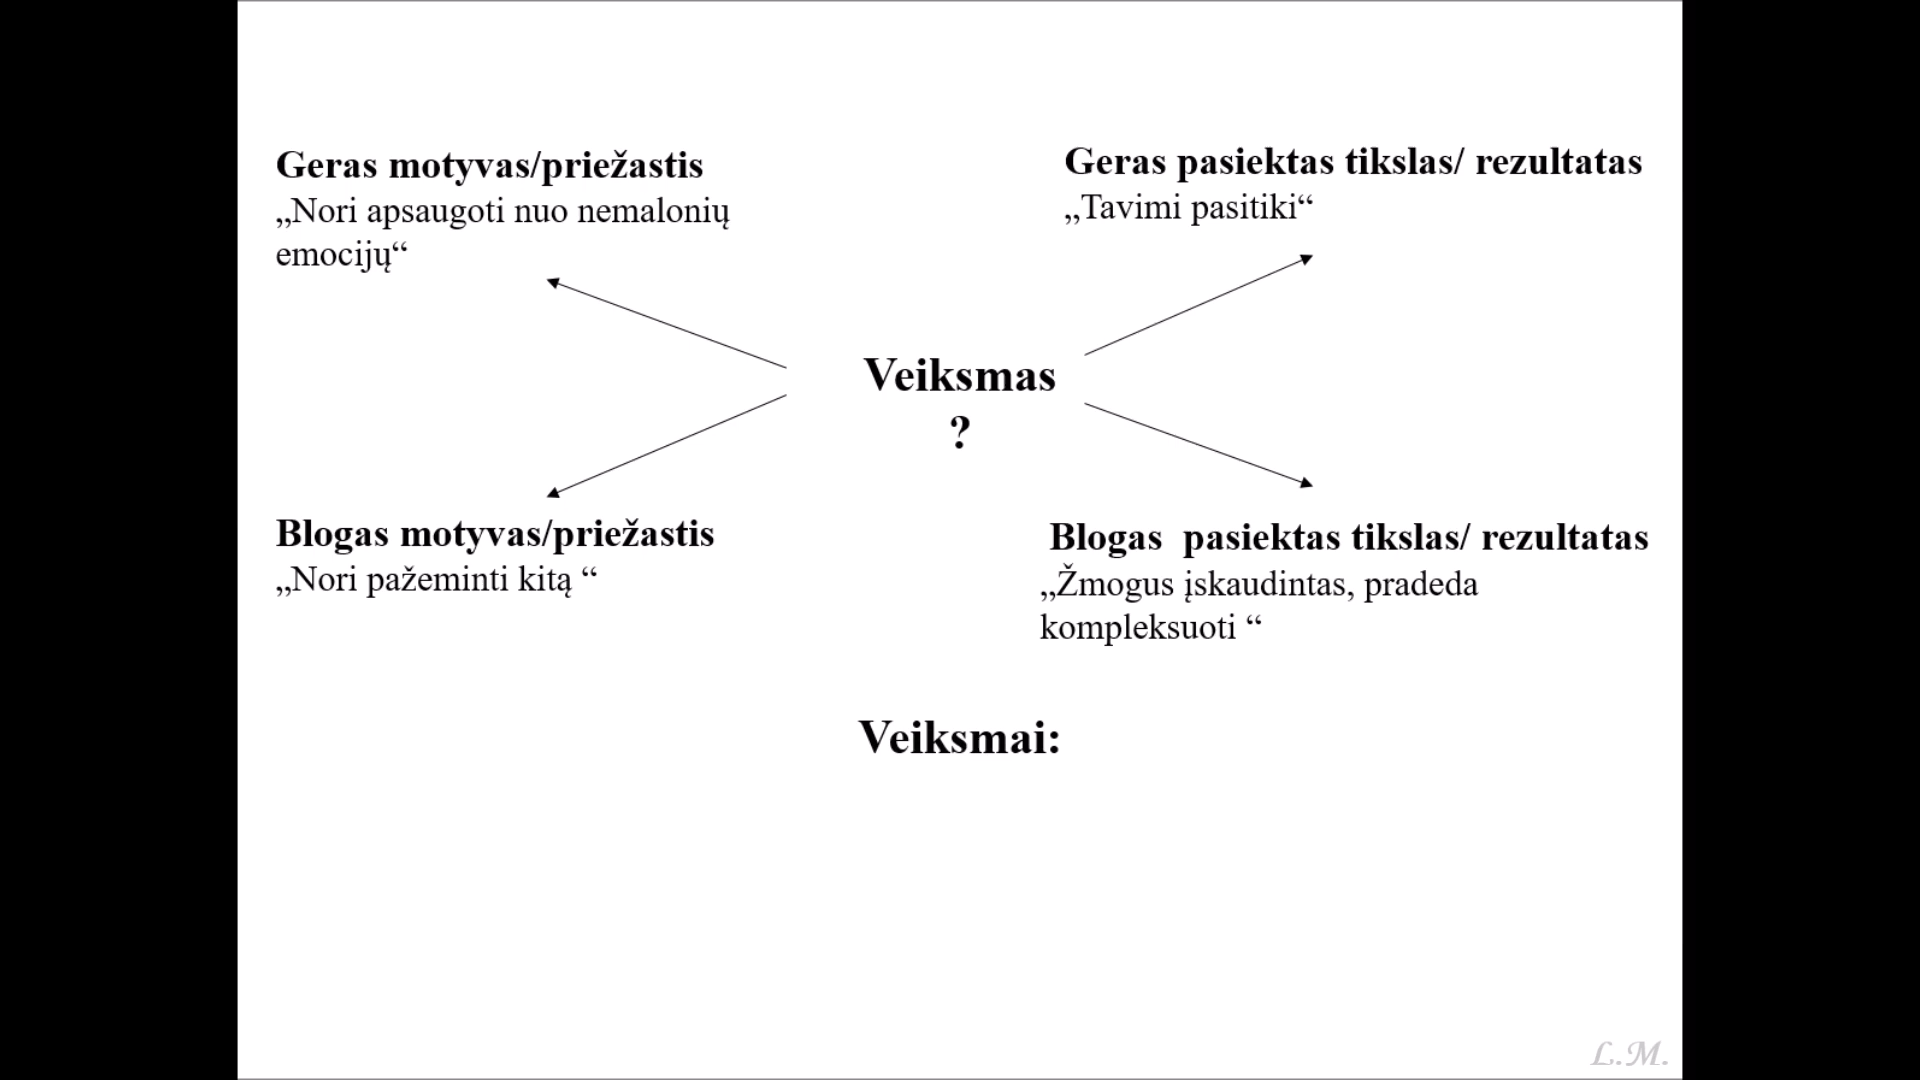 Geras motyvas/priežastis
„Nori apsaugoti nuo nemalonių
emocijų“
Geras pasiektas tikslas/ rezultatas
„Tavimi pasitiki“
Veiksmas
?
Blogas motyvas/priežastis
„Nori pažeminti kitą “
Blogas  pasiektas tikslas/ rezultatas
„Žmogus įskaudintas, pradeda
kompleksuoti “
Veiksmai:
L.M.